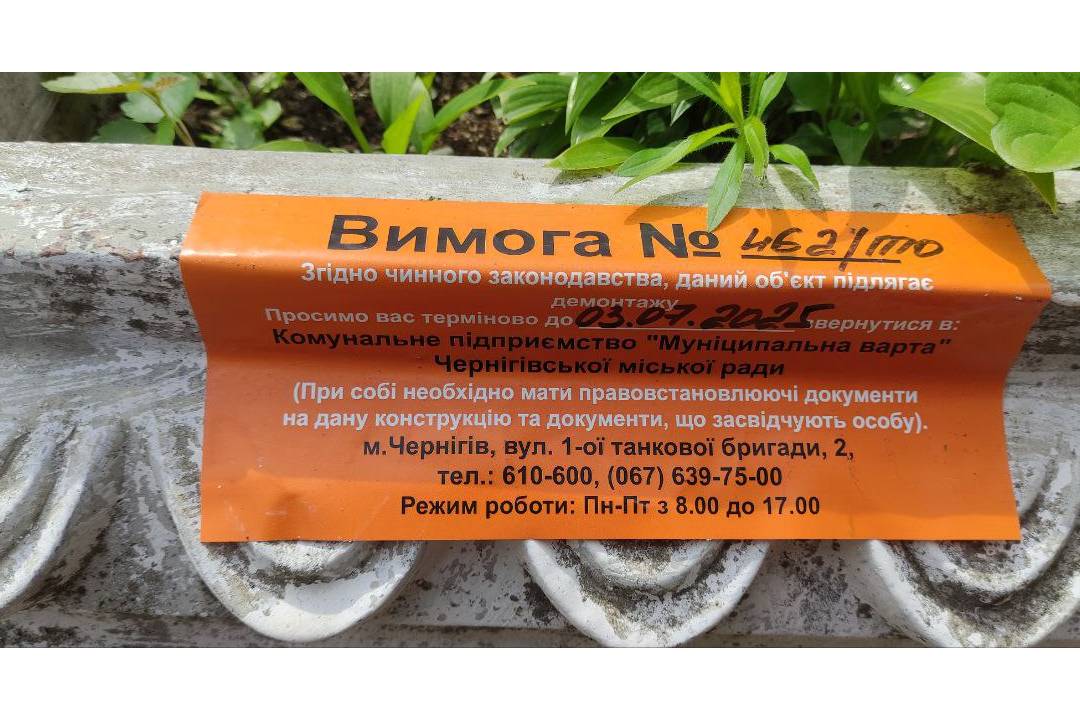 Вимога № 462/ТПО
Згідно чинного законодавства, даний об'єкт підлягає
демонтажу
Просимо вас терміново до 03.07.2025 звернутися в:
Комунальне підприємство "Муніципальна варта"
Чернігівської міської ради
(При собі необхідно мати правовстановлюючі документи
на дану конструкцію та документи, що засвідчують особу).
м.Чернігів, вул. 1-ої танкової бригади, 2,
тел.: 610-600, (067) 639-75-00
Режим роботи: Пн-Пт з 8.00 до 17.00